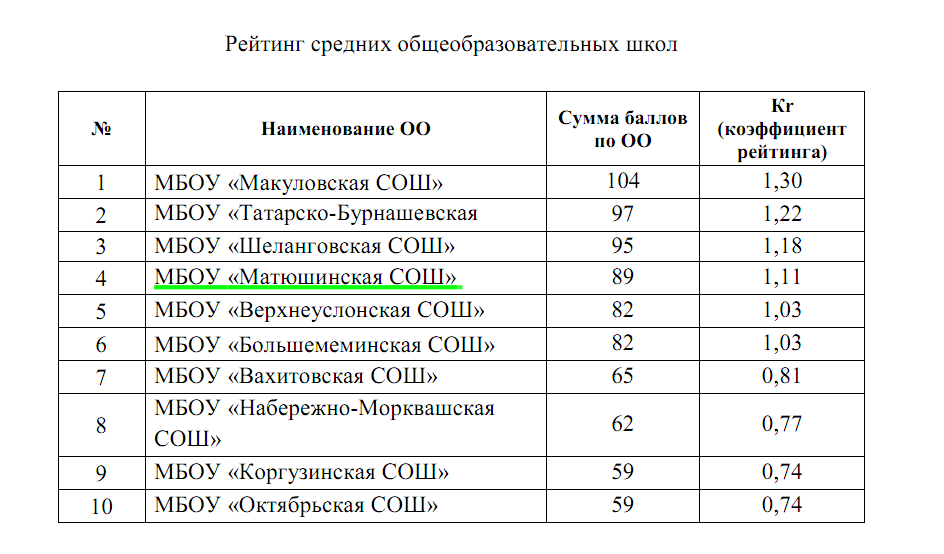 Рейтинг средних общеобразовательных школ
№ Наименование ОО Сумма баллов по ОО Kr (коэффициент рейтинга)
1 МБОУ «Макуловская СОШ» 104 1,30
2 МБОУ «Татарско-Бурнашевская 97 1,22
3 МБОУ «Шеланговская СОШ» 95 1,18
4 МБОУ «Матюшинская СОШ» 89 1,11
5 МБОУ «Верхнеуслонская СОШ» 82 1,03
6 МБОУ «Большемеминская СОШ» 82 1,03
7 МБОУ «Вахитовская СОШ» 65 0,81
8 МБОУ «Набережно-Морквашская СОШ» 62 0,77
9 МБОУ «Коргузинская СОШ» 59 0,74
10 МБОУ «Октябрьская СОШ» 59 0,74